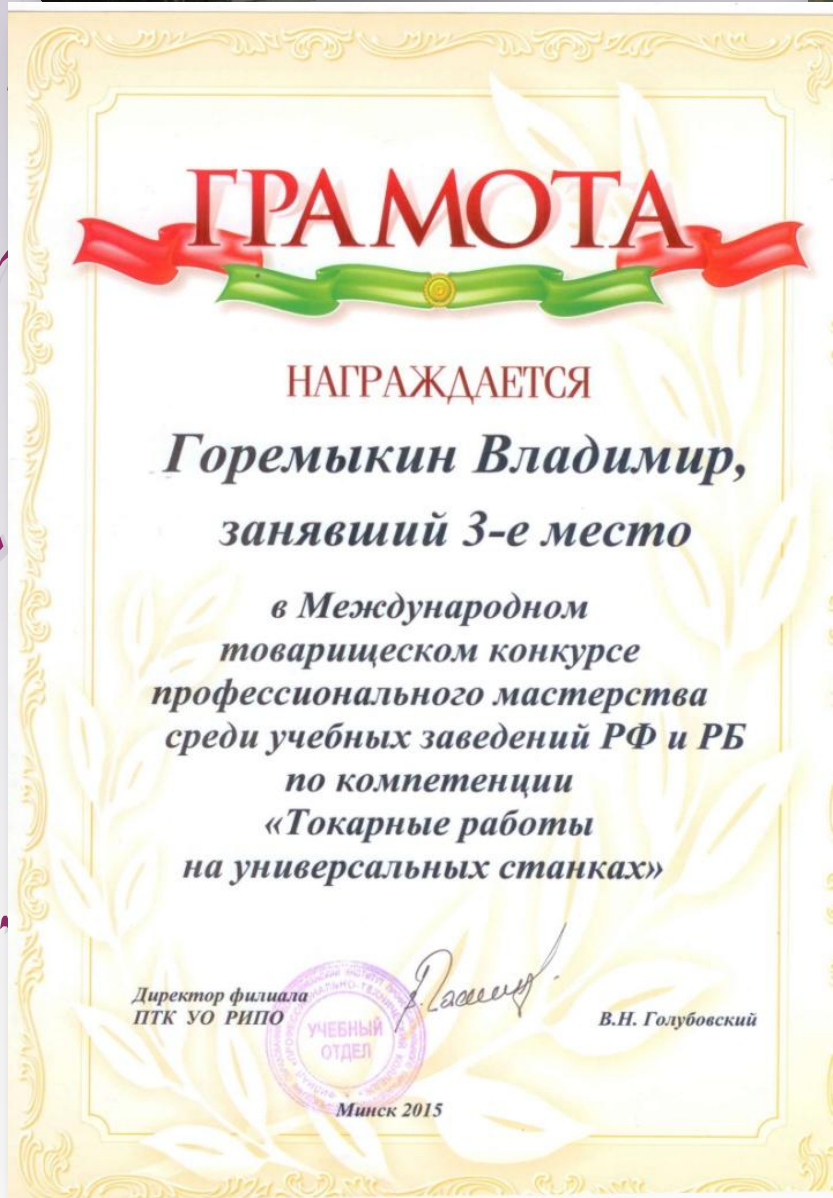 ГРАМОТА
НАГРАЖДАЕТСЯ
Горемыкин Владимир,
занявший 3-е место
в Международном
товарищеском конкурсе
профессионального мастерства
среди учебных заведений РФ и РБ
по компетенции
«Токарные работы
на универсальных станках»
Директор филиала
ПТК УО РИПО
УЧЕБНЫЙ
ОТДЕЛ
В.Н. Голубовский
Минск 2015